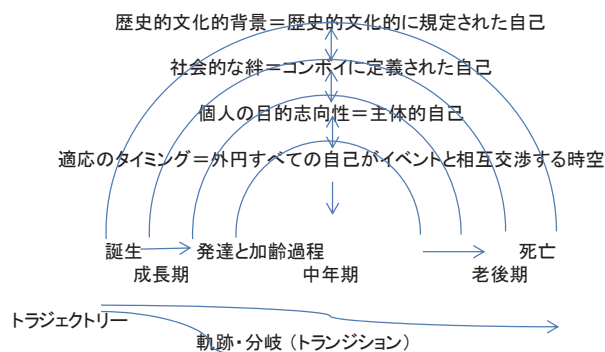 歴史的文化的背景＝歴史的文化的に規定された自己
社会的な絆＝コンボイに定義された自己
個人の目的志向性＝主体的自己
適応のタイミング＝外円すべての自己がイベントと相互交渉する時空
誕生 発達と加齢過程 死亡
成長期 中年期 老後期
トラジェクトリー
軌跡・分岐（トランジション）